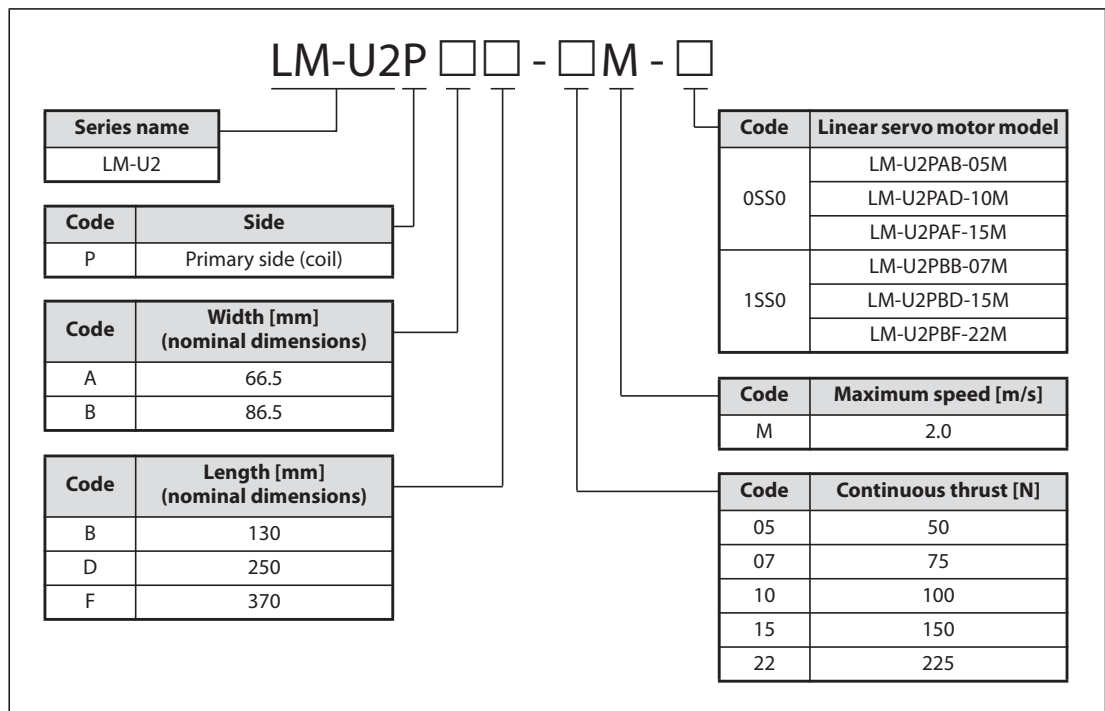 LM-U2P □□ - □M - □
Series name
LM-U2
Code Side
P Primary side (coil)
Code Width [mm]
(nominal dimensions)
A 66.5
B 86.5
Code Length [mm]
(nominal dimensions)
B 130
D 250
F 370
Code Linear servo motor model
0SS0 LM-U2PAB-05M
LM-U2PAD-10M
LM-U2PAF-15M
1SS0 LM-U2PBB-07M
LM-U2PBD-15M
LM-U2PBF-22M
Code Maximum speed [m/s]
M 2.0
Code Continuous thrust [N]
05 50
07 75
10 100
15 150
22 225